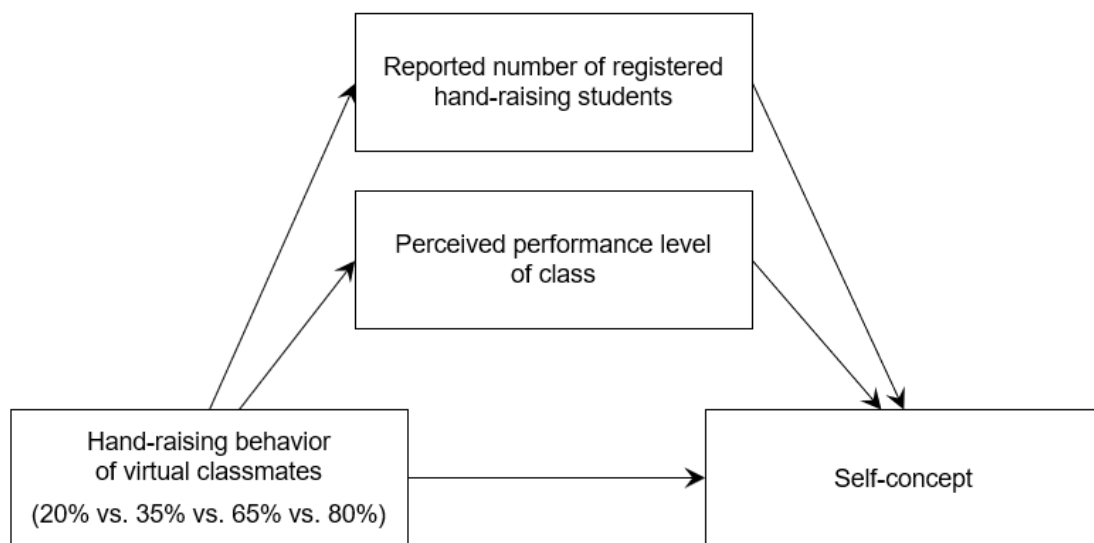 Reported number of registered
hand-raising students
Perceived performance level
of class
Hand-raising behavior
of virtual classmates
(20% vs. 35% vs. 65% vs. 80%)
Self-concept